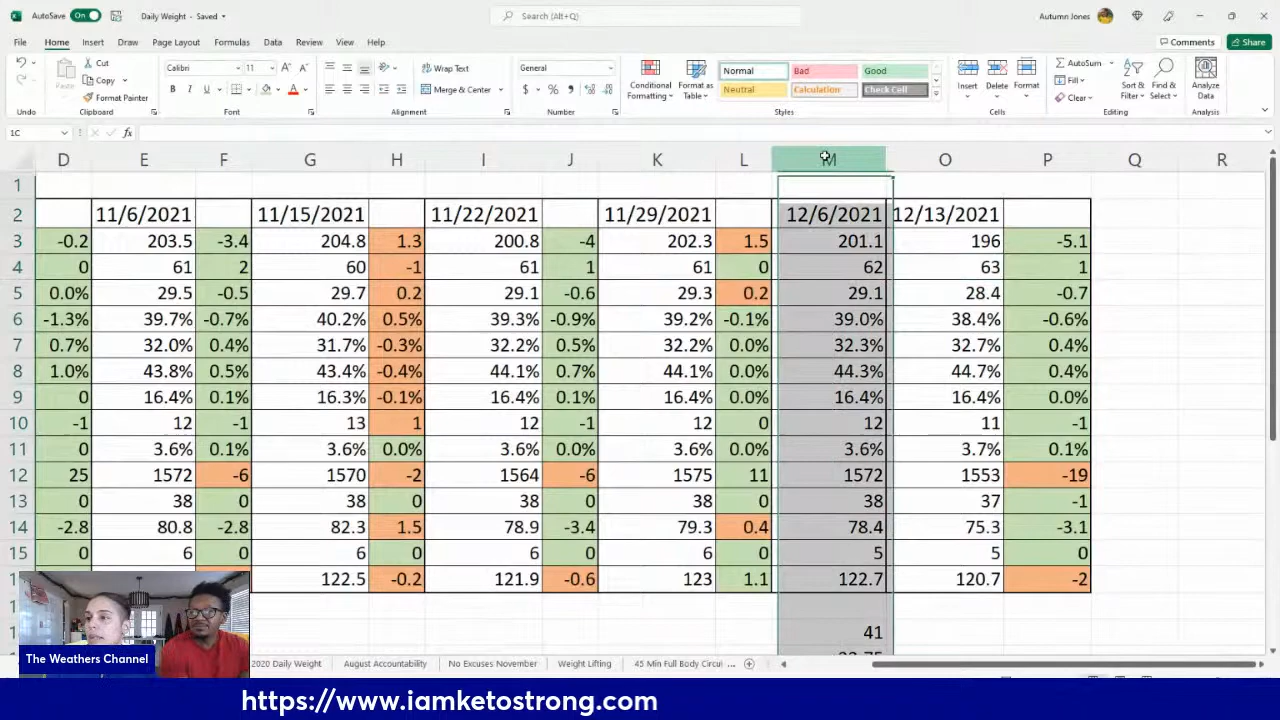 AutoSave On Daily Weight - Saved Search (Alt+Q) Autumn Jones
File Home Insert Draw Page Layout Formulas Data Review View Help Comments Share
Cut Calibri 11 Wrap Text General Normal Bad Good AutoSum
Paste Copy Conditional Formatting Format as Table Insert Delete Format Fill Sort & Filter Find & Select Analyze Data
Format Painter Merge & Center Neutral Calculation Check Cell Clear
Undo Clipboard Font Alignment Number Styles Cells Editing Analysis
1C fx
D E F G H I J K L M O P Q R
1
2 11/6/2021 11/15/2021 11/22/2021 11/29/2021 12/6/2021 12/13/2021
3 -0.2 203.5 -3.4 204.8 1.3 200.8 -4 202.3 1.5 201.1 196 -5.1
4 0 61 2 60 -1 61 1 61 0 62 63 1
5 0.0% 29.5 -0.5 29.7 0.2 29.1 -0.6 29.3 0.2 29.1 28.4 -0.7
6 -1.3% 39.7% -0.7% 40.2% 0.5% 39.3% -0.9% 39.2% -0.1% 39.0% 38.4% -0.6%
7 0.7% 32.0% 0.4% 31.7% -0.3% 32.2% 0.5% 32.2% 0.0% 32.3% 32.7% 0.4%
8 1.0% 43.8% 0.5% 43.4% -0.4% 44.1% 0.7% 44.1% 0.0% 44.3% 44.7% 0.4%
9 0 16.4% 0.1% 16.3% -0.1% 16.4% 0.1% 16.4% 0.0% 16.4% 16.4% 0.0%
10 -1 12 -1 13 1 12 -1 12 0 12 11 -1
11 0 3.6% 0.1% 3.6% 0.0% 3.6% 0.0% 3.6% 0.0% 3.6% 3.7% 0.1%
12 25 1572 -6 1570 -2 1564 -6 1575 11 1572 1553 -19
13 0 38 0 38 0 38 0 38 0 38 37 -1
14 -2.8 80.8 -2.8 82.3 1.5 78.9 -3.4 79.3 0.4 78.4 75.3 -3.1
15 0 6 0 6 0 6 0 6 0 5 5 0
122.5 -0.2 121.9 -0.6 123 1.1 122.7 120.7 -2
41
The Weathers Channel
2020 Daily Weight August Accountability No Excuses November Weight Lifting 45 Min Full Body Circui ...
https://www.iamketostrong.com